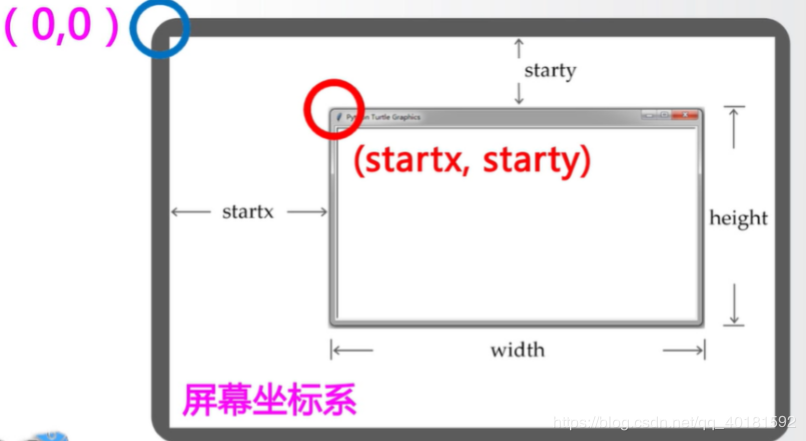 ( 0,0 )
starty
Python Turtle Graphics
(startx, starty)
startx
height
width
屏幕坐标系
https://blog.csdn.net/qq_40181592